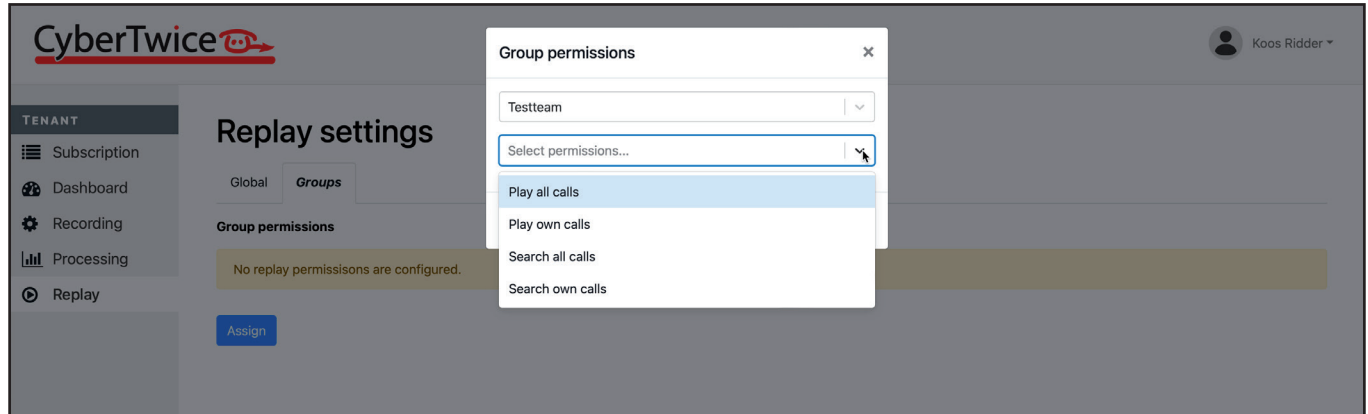 CyberTwice
Koos Ridder
Group permissions
Testteam
Select permissions...
Play all calls
Play own calls
Search all calls
Search own calls
TENANT
Subscription
Dashboard
Recording
Processing
Replay
Replay settings
Global Groups
Group permissions
No replay permissisons are configured.
Assign